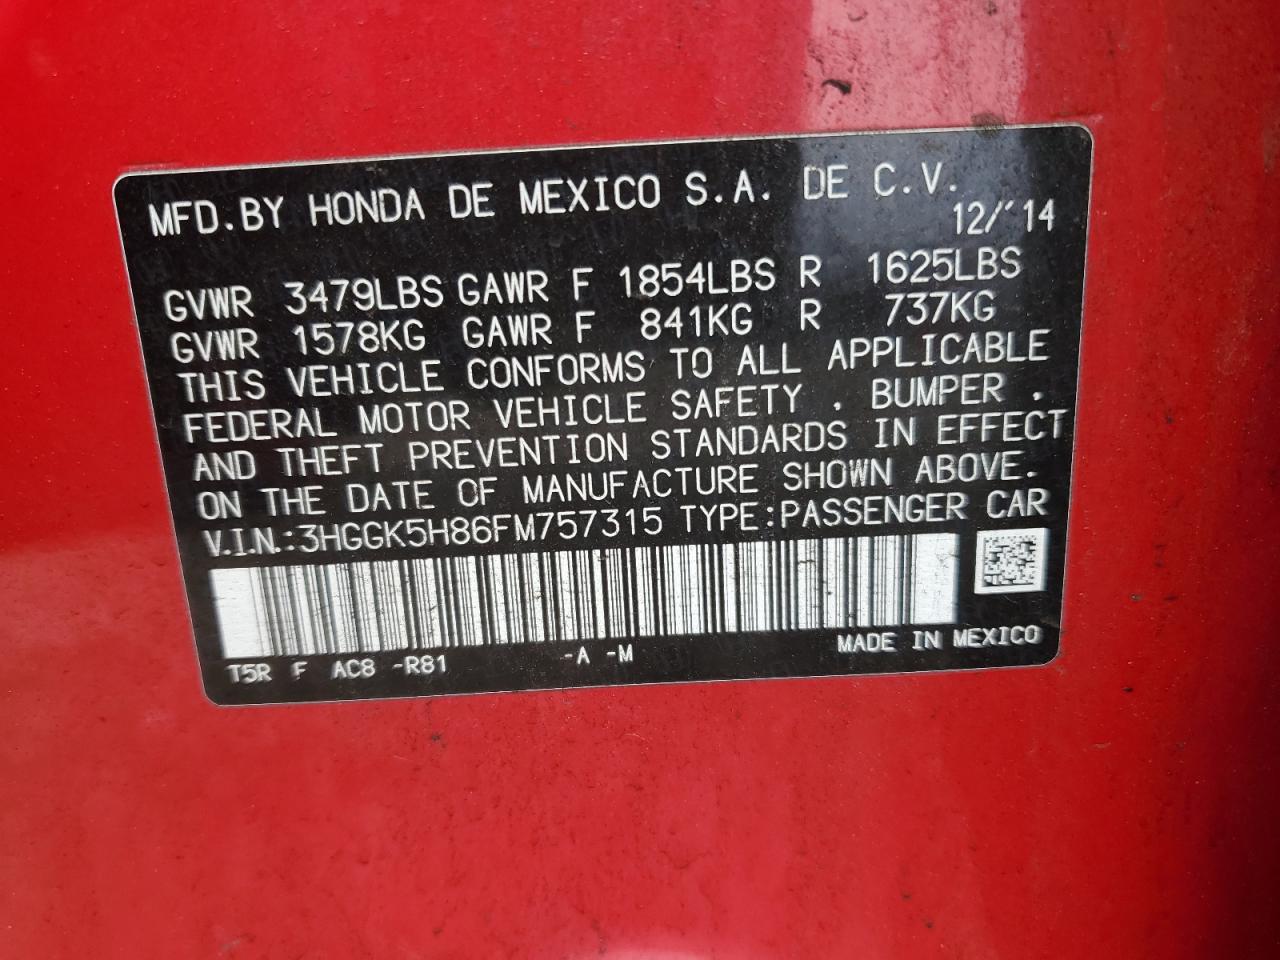 MFD.BY HONDA DE MEXICO S.A. DE C.V.
12/'14
GVWR 3479LBS GAWR F 1854LBS R 1625LBS
GVWR 1578KG GAWR F 841KG R 737KG
THIS VEHICLE CONFORMS TO ALL APPLICABLE
FEDERAL MOTOR VEHICLE SAFETY , BUMPER ,
AND THEFT PREVENTION STANDARDS IN EFFECT
ON THE DATE OF MANUFACTURE SHOWN ABOVE.
V.I.N.:3HGGK5H86FM757315 TYPE:PASSENGER CAR
T5R F AC8 -R81 -A -M MADE IN MEXICO